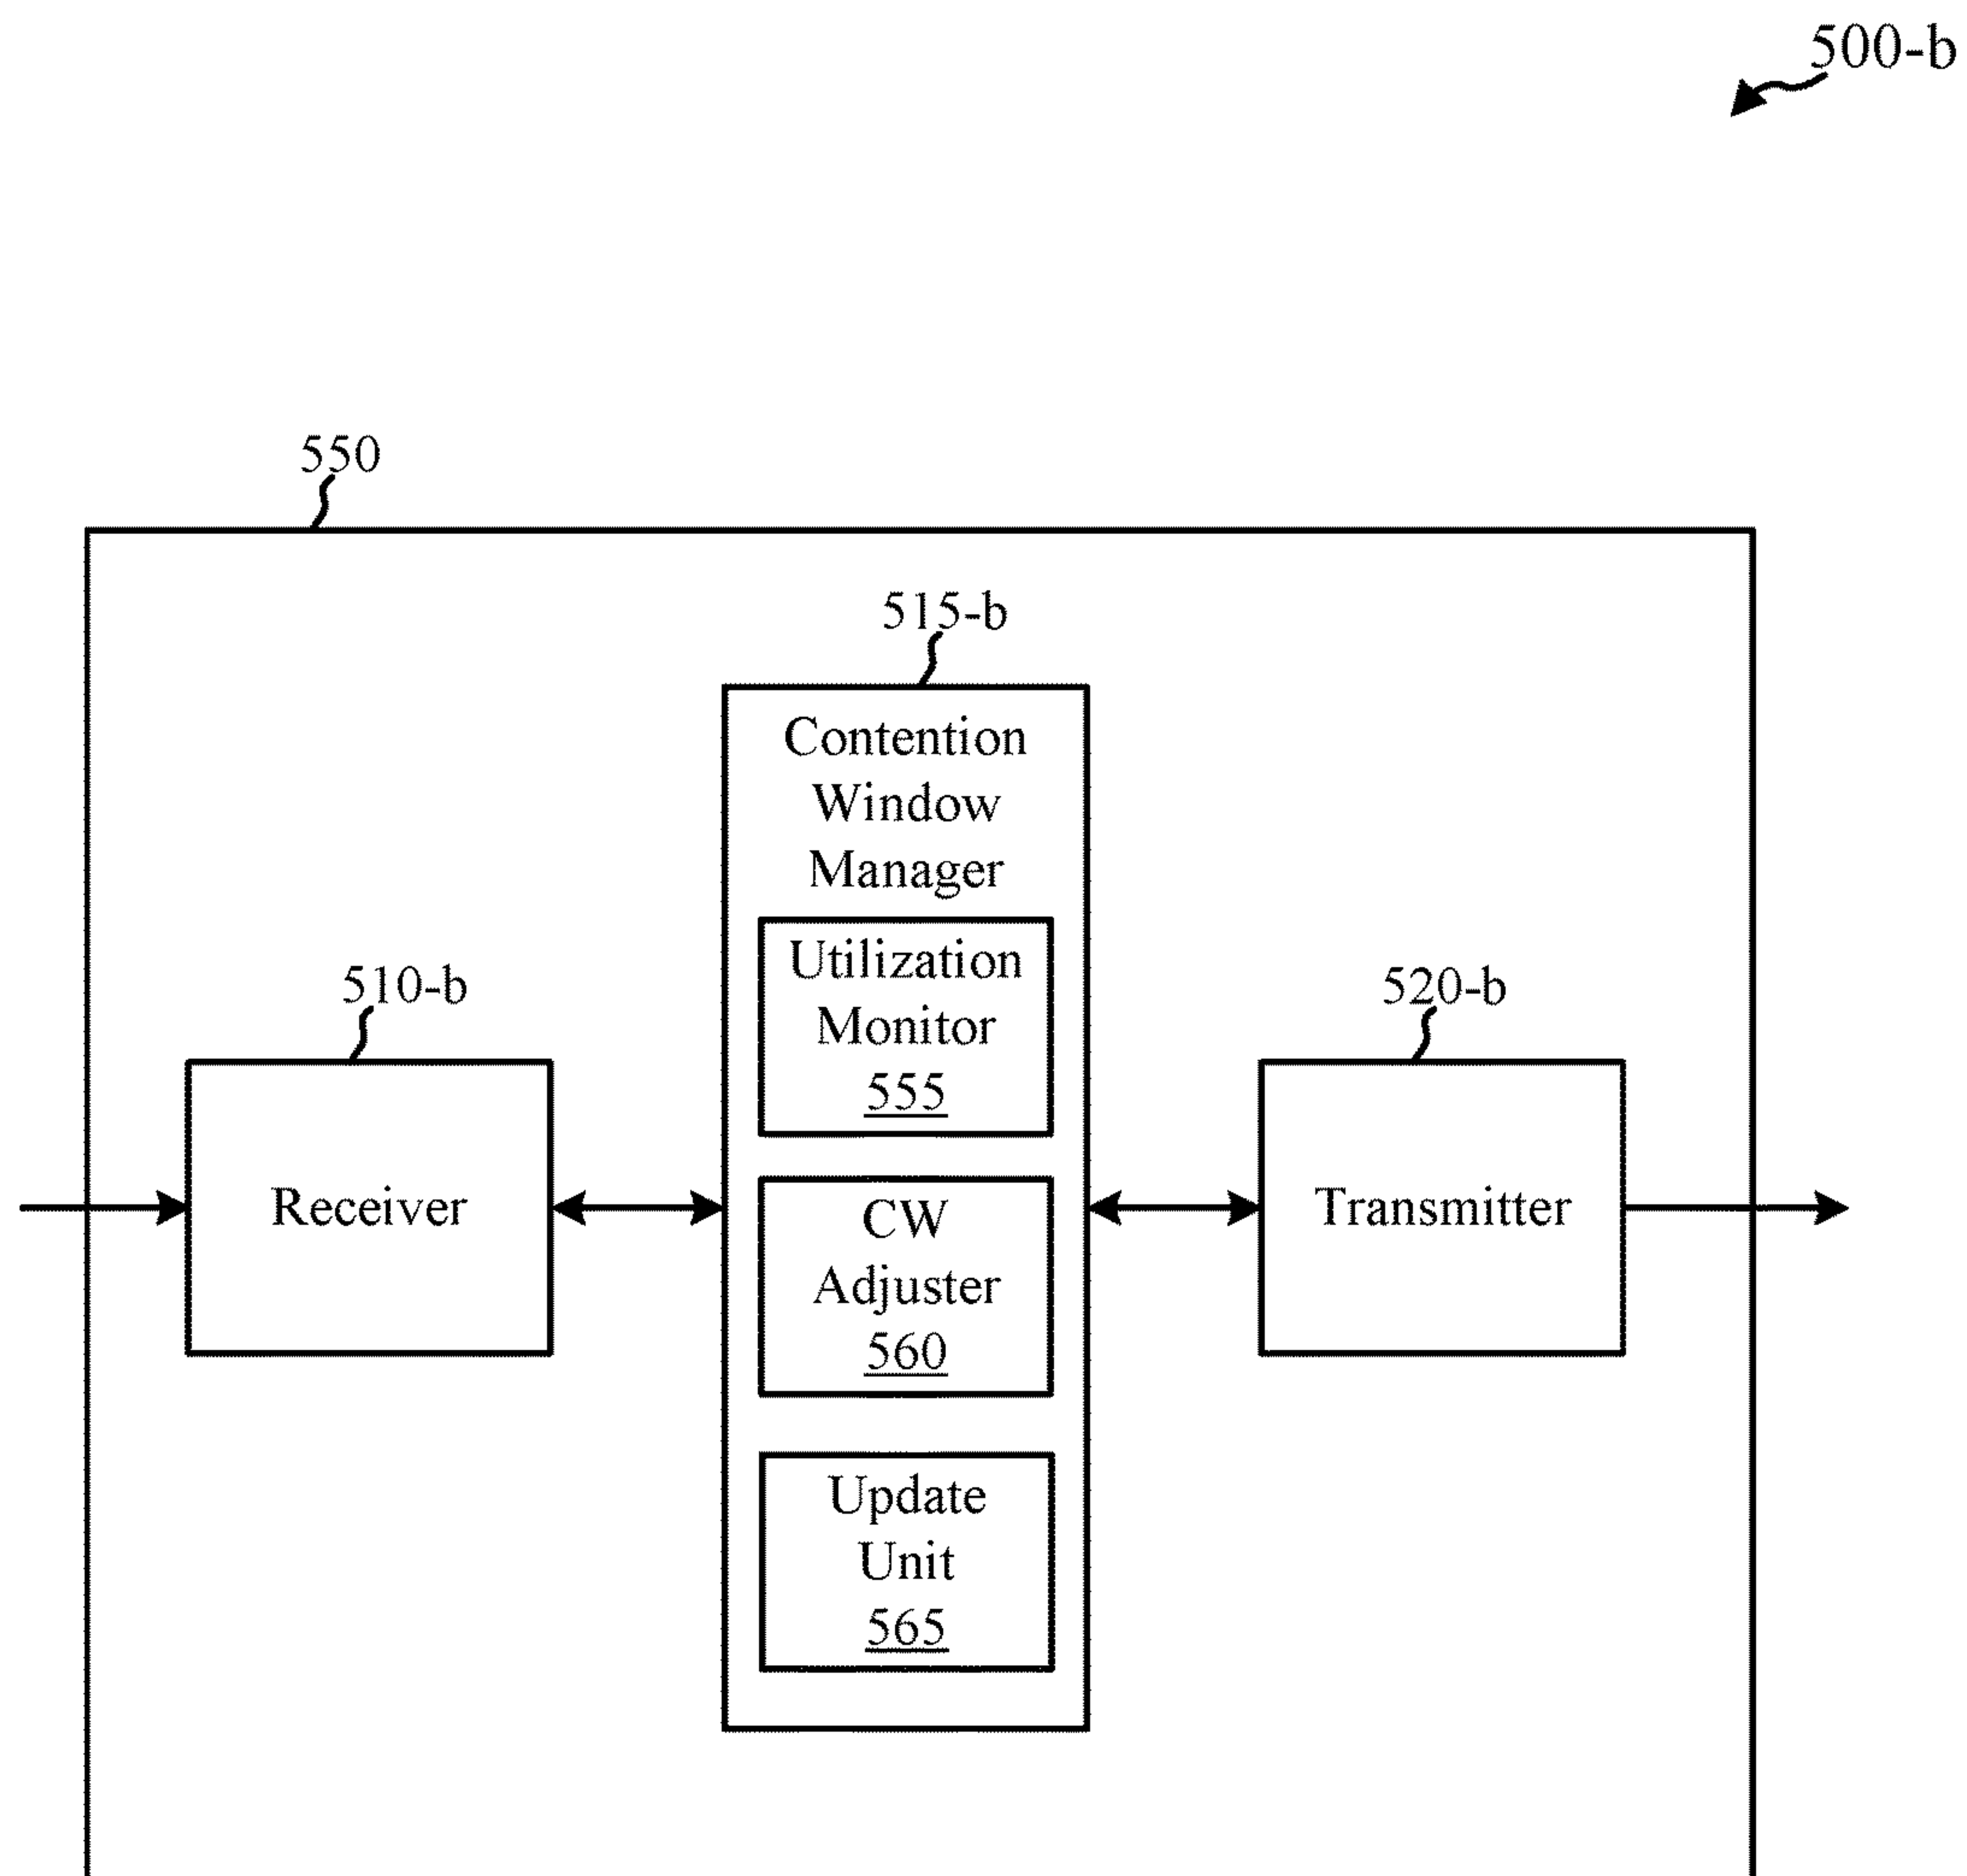 500-b
550
515-b
Contention
Window
Manager
Utilization
Monitor
555
510-b
520-b
Receiver
CW
Adjuster
560
Transmitter
Update
Unit
565